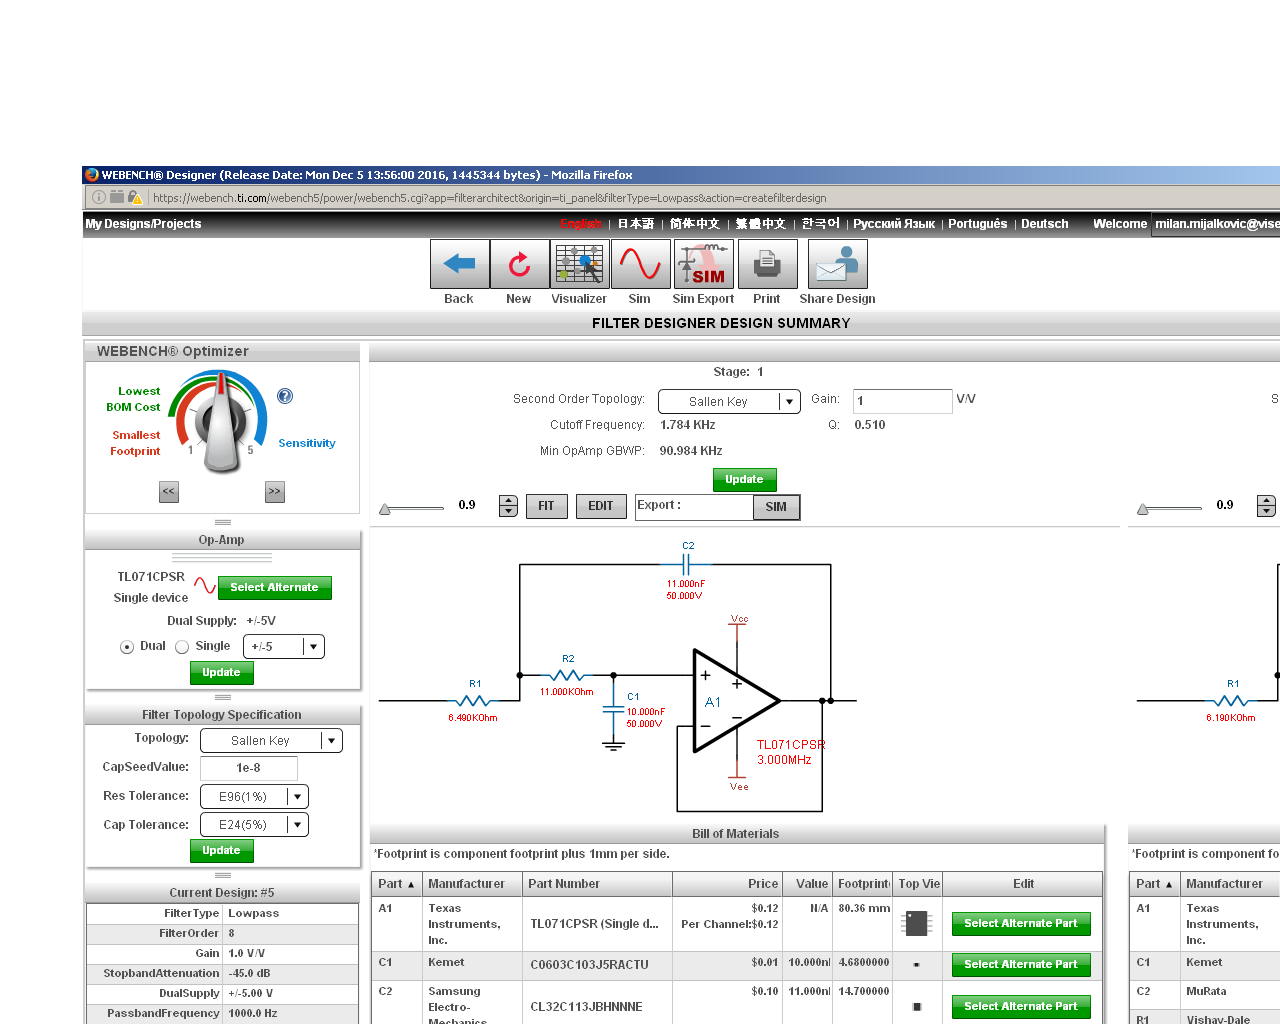 WEBENCH® Designer (Release Date: Mon Dec 5 13:56:00 2016, 1445344 bytes) - Mozilla Firefox
https://webench.ti.com/webench5/power/webench5.cgi?app=filterarchitect&origin=ti_panel&filterType=Lowpass&action=createfilterdesign
My Designs/Projects English | 日本語 | 简体中文 | 繁體中文 | 한국어 | Русский Язык | Português | Deutsch Welcome milan.mijalkovic@vise
SIM
Back New Visualizer Sim Sim Export Print Share Design
FILTER DESIGNER DESIGN SUMMARY
WEBENCH® Optimizer
Lowest
BOM Cost
Smallest
Footprint
1 5
Sensitivity
? 
<< >>
Op-Amp
TL071CPSR
Single device
Select Alternate
Dual Supply: +/-5V
Dual Single +/-5
Update
Filter Topology Specification
Topology: Sallen Key
CapSeedValue: 1e-8
Res Tolerance: E96(1%)
Cap Tolerance: E24(5%)
Update
Current Design: #5
FilterType Lowpass
FilterOrder 8
Gain 1.0 V/V
StopbandAttenuation -45.0 dB
DualSupply +/-5.00 V
PassbandFrequency 1000.0 Hz
Stage: 1
Second Order Topology: Sallen Key Gain: 1 V/V
Cutoff Frequency: 1.784 KHz Q: 0.510
Min OpAmp GBWP: 90.984 KHz
Update
0.9 FIT EDIT Export : SIM
C2
11.000nF
50.000V
Vcc
R2
11.000KOhm
R1
6.490KOhm
C1
10.000nF
50.000V
A1
+
+
−
−
TL071CPSR
3.000MHz
Vee
Bill of Materials
*Footprint is component footprint plus 1mm per side.
Part Manufacturer Part Number Price Value Footprint Top Vie Edit
A1 Texas Instruments, Inc. TL071CPSR (Single d... $0.12 Per Channel:$0.12 N/A 80.36 mm Select Alternate Part
C1 Kemet C0603C103J5RACTU $0.01 10.000nl 4.6800000 Select Alternate Part
C2 Samsung Electro-Mechanics CL32C113JBHNNNE $0.10 11.000nl 14.700000 Select Alternate Part
S
0.9
R1
6.190KOhm
*Footprint is component fo
Part Manufacturer
A1 Texas Instruments, Inc.
C1 Kemet
C2 MuRata
R1 Vishay-Dale